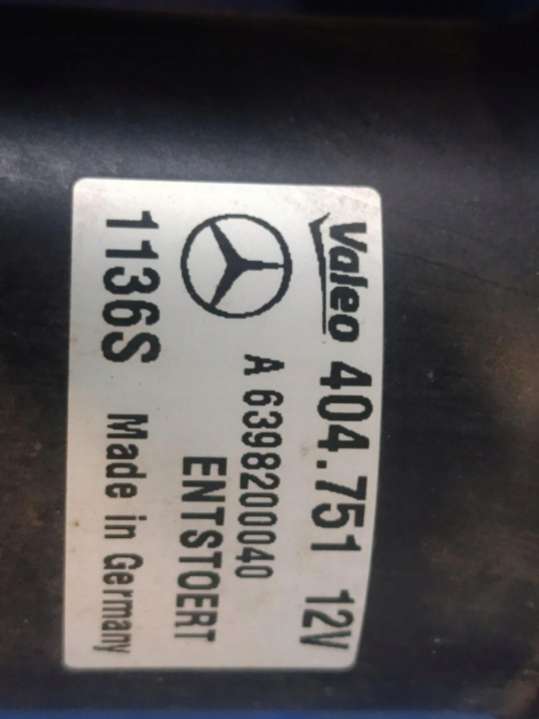 Valeo 404.751 12V
A 6398200040
ENTSTOERT
1136S Made in Germany